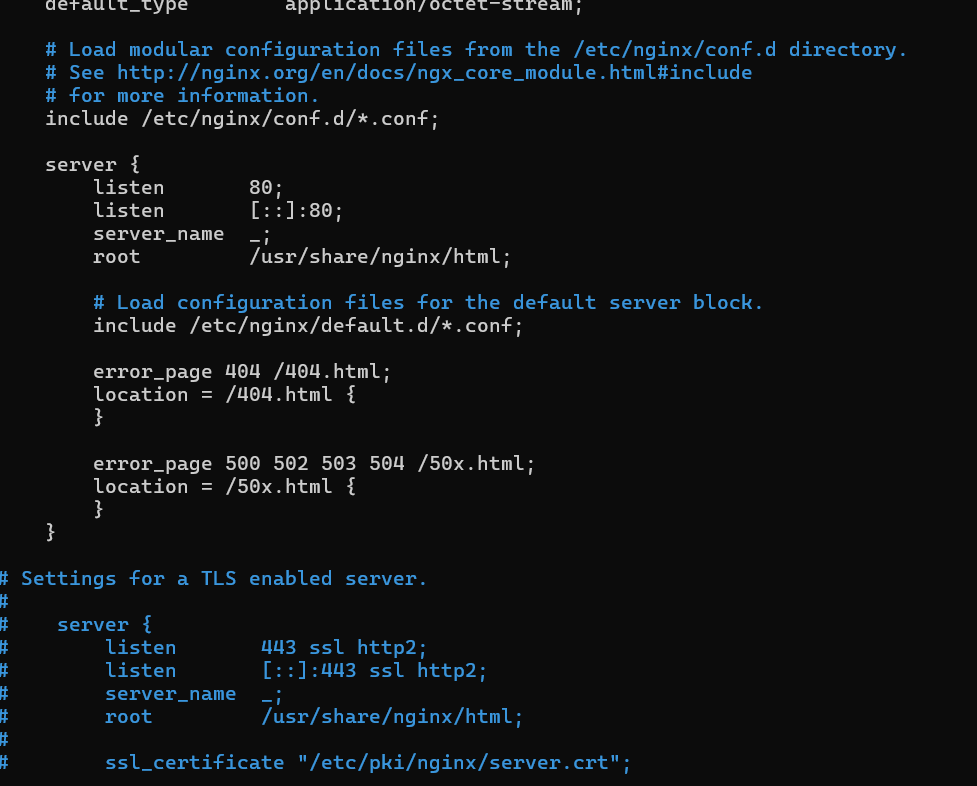 default_type        application/octet-stream;
# Load modular configuration files from the /etc/nginx/conf.d directory.
# See http://nginx.org/en/docs/ngx_core_module.html#include
# for more information.
include /etc/nginx/conf.d/*.conf;
server {
listen       80;
listen       [::]:80;
server_name  _;
root         /usr/share/nginx/html;
# Load configuration files for the default server block.
include /etc/nginx/default.d/*.conf;
error_page 404 /404.html;
location = /404.html {
}
error_page 500 502 503 504 /50x.html;
location = /50x.html {
}
}
# Settings for a TLS enabled server.
#
#    server {
#        listen       443 ssl http2;
#        listen       [::]:443 ssl http2;
#        server_name  _;
#        root         /usr/share/nginx/html;
#
#        ssl_certificate "/etc/pki/nginx/server.crt";